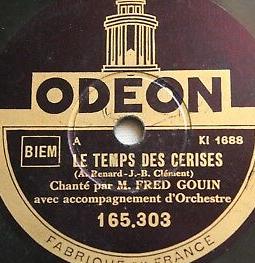 ODEON
BIEM
A
KI 1688
LE TEMPS DES CERISES
(A. Renard-J.-B. Clément)
Chanté par M. FRED GOUIN
avec accompagnement d'Orchestre
165.303
FABRIQUÉ EN FRANCE